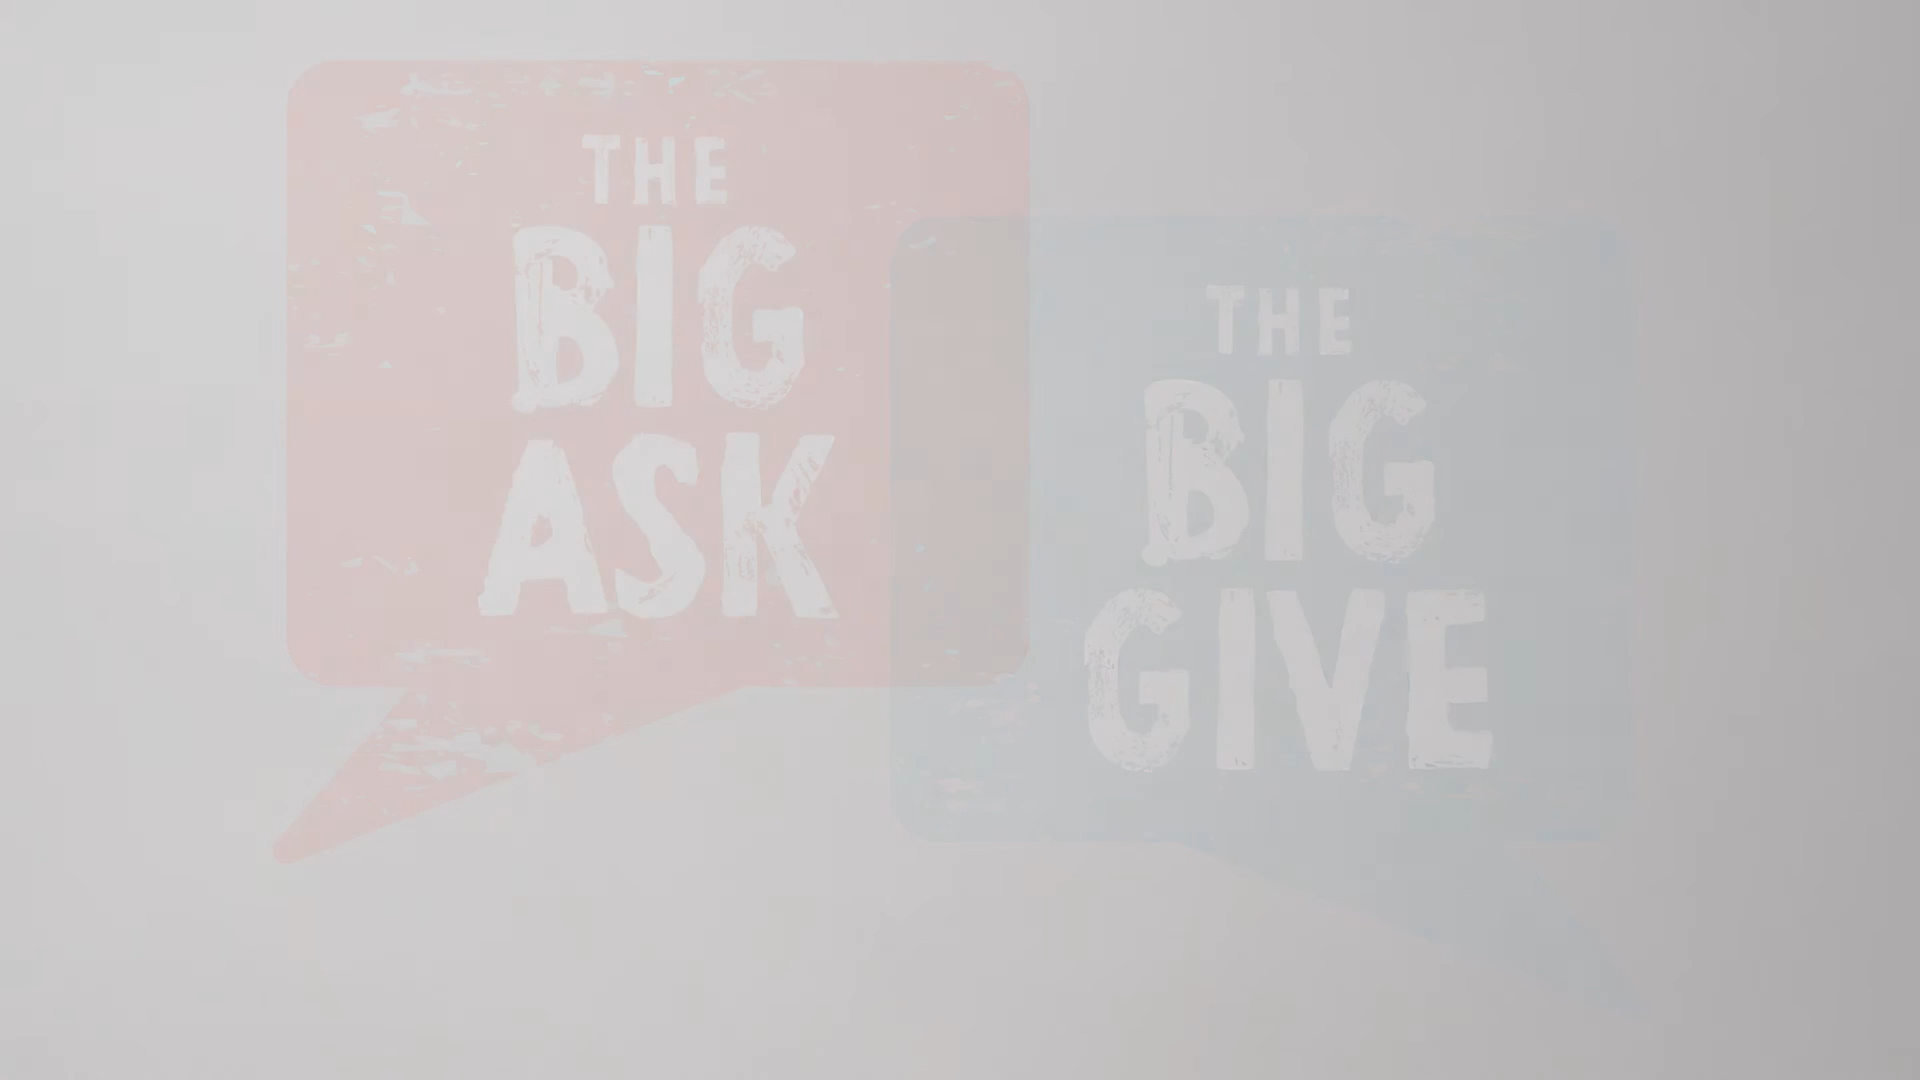 THE
BIG
ASK
THE
BIG
GIVE